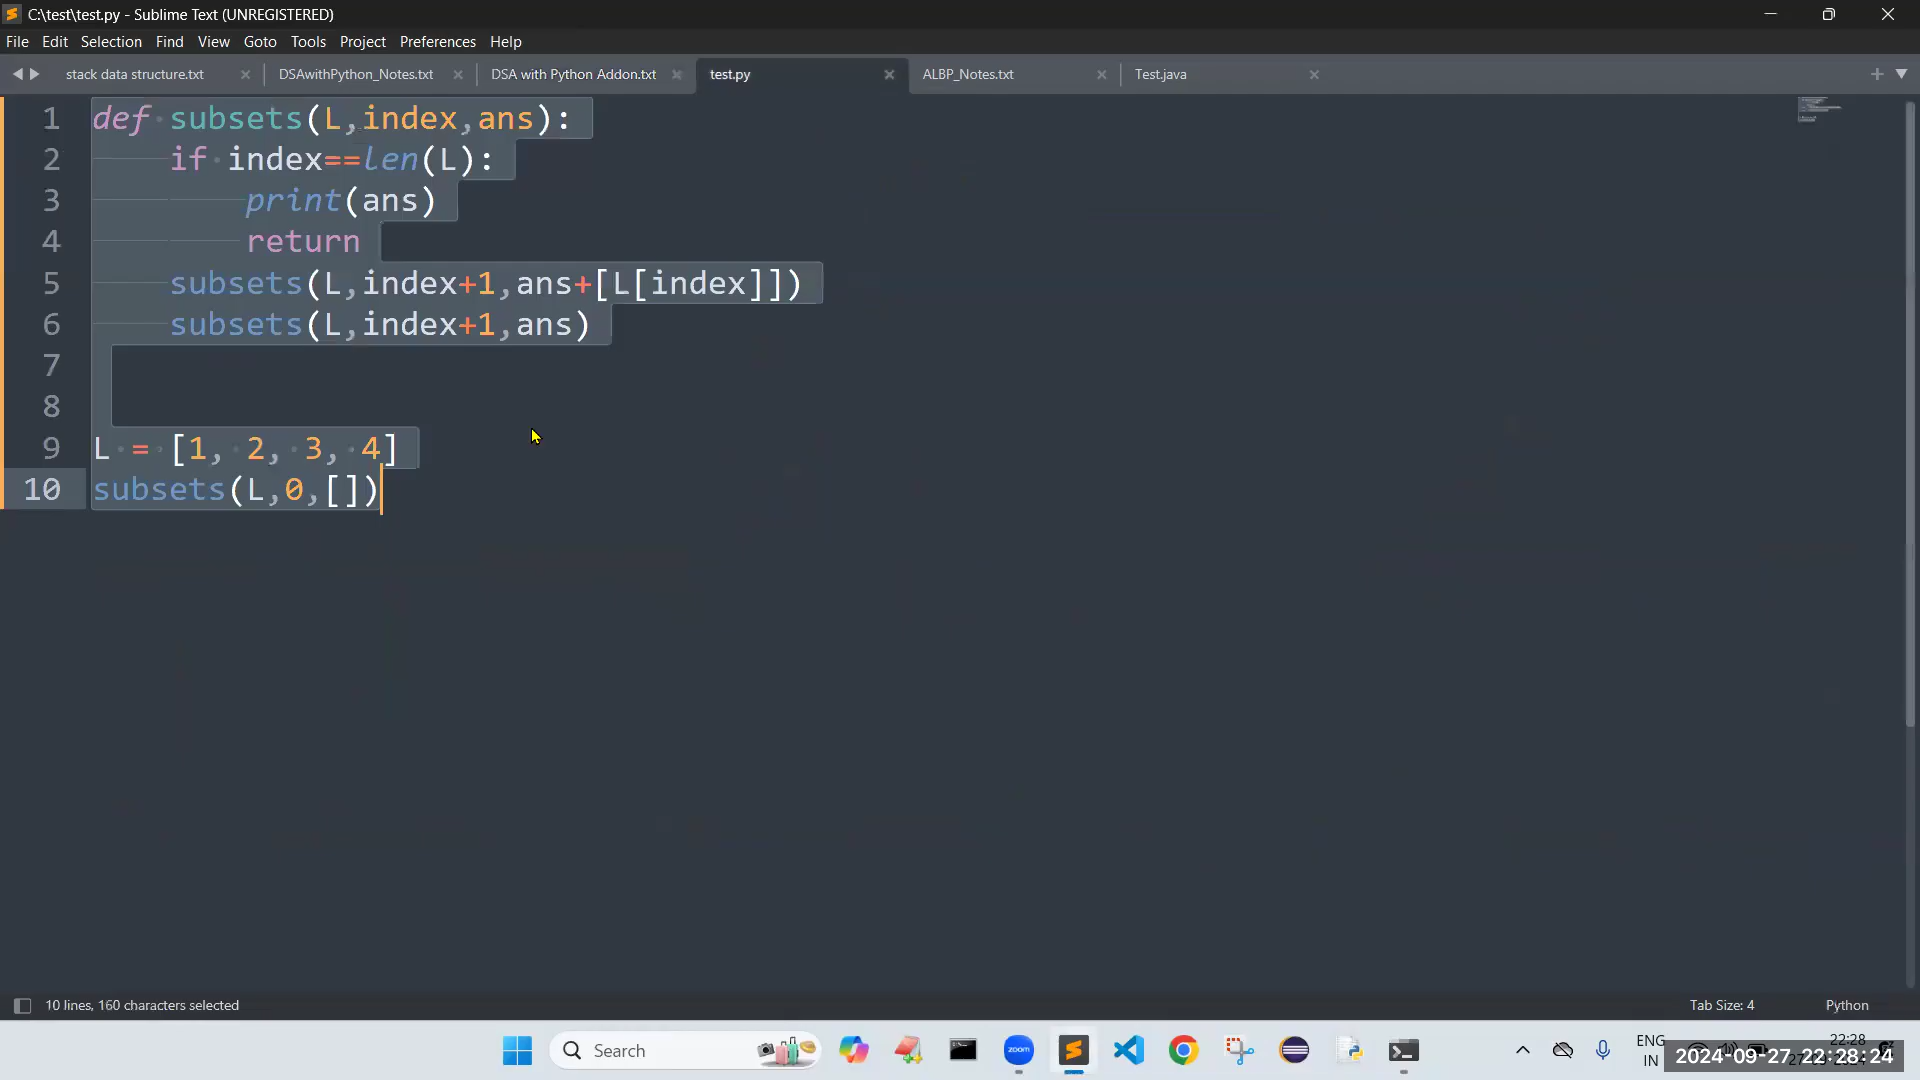 C:\test\test.py - Sublime Text (UNREGISTERED)
File Edit Selection Find View Goto Tools Project Preferences Help
stack data structure.txt DSAwithPython_Notes.txt DSA with Python Addon.txt test.py ALBP_Notes.txt Test.java
1 def subsets(L,index,ans):
2 if index==len(L):
3 print(ans)
4 return
5 subsets(L,index+1,ans+[L[index]])
6 subsets(L,index+1,ans)
7
8
9 L = [1, 2, 3, 4]
10 subsets(L,0,[])
10 lines, 160 characters selected Tab Size: 4 Python
Search zoom ENG 22:28
IN 2024-09-27 22:28:24